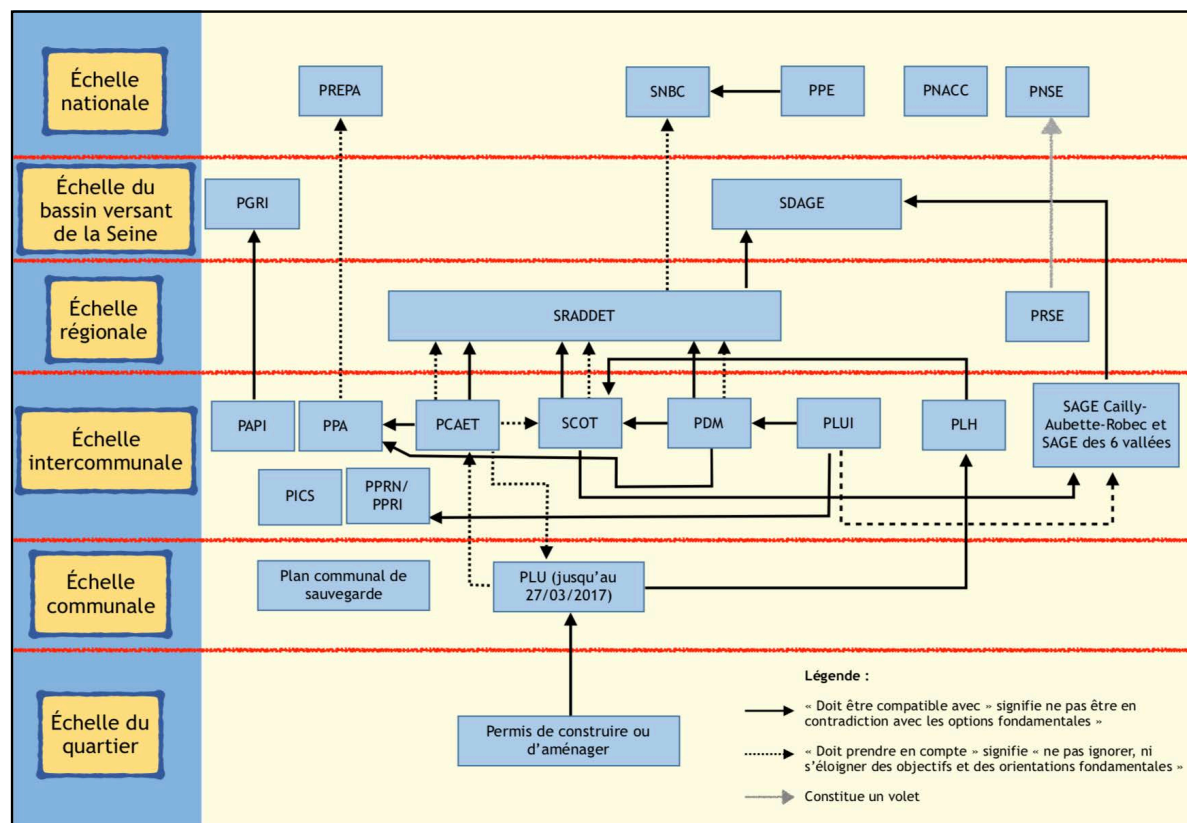 Échelle
nationale
PREPA
SNBC
PPE
PNACC
PNSE
Échelle du
bassin versant
de la Seine
PGRI
SDAGE
Échelle
régionale
SRADDET
PRSE
Échelle
intercommunale
PAPI
PPA
PCAET
SCOT
PDM
PLUI
PLH
SAGE Cailly-
Aubette-Robec et
SAGE des 6 vallées
PICS
PPRN/
PPRI
Échelle
communale
Plan communal de
sauvegarde
PLU (jusqu’au
27/03/2017)
Échelle du
quartier
Permis de construire ou
d’aménager
Légende :
« Doit être compatible avec » signifie ne pas être en
contradiction avec les options fondamentales »
« Doit prendre en compte » signifie « ne pas ignorer, ni
s’éloigner des objectifs et des orientations fondamentales »
Constitue un volet